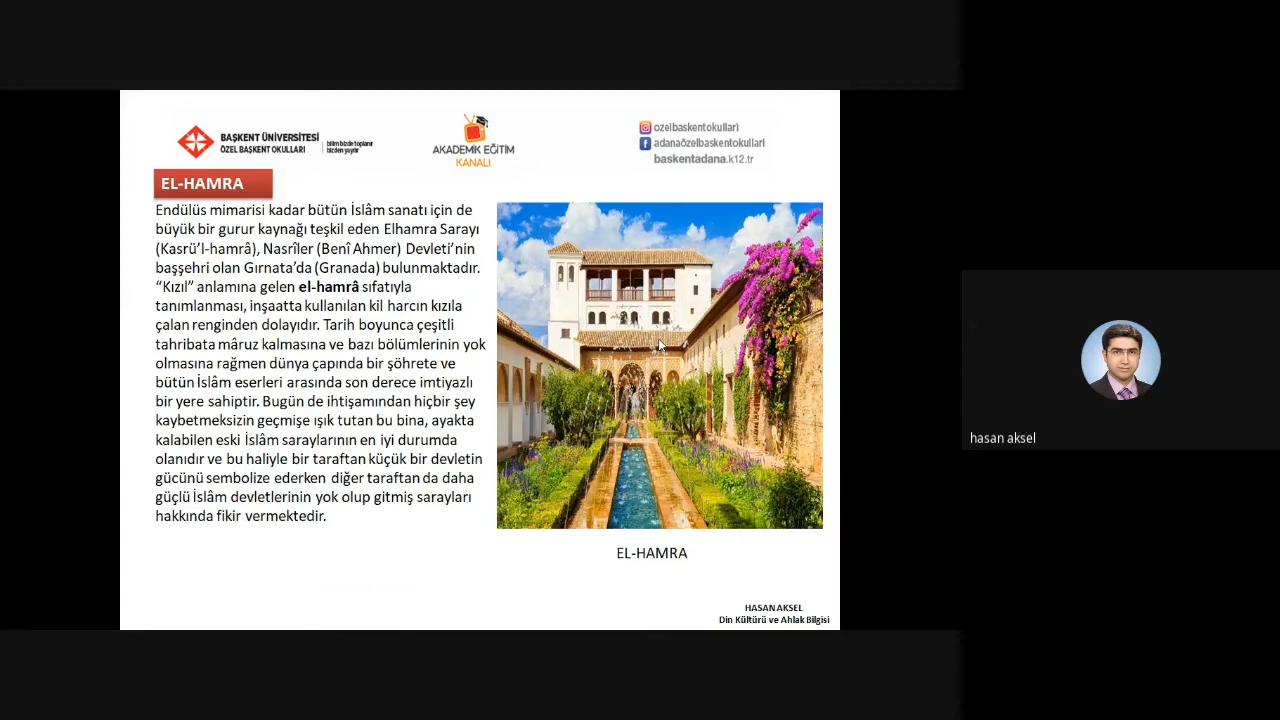 BAŞKENT ÜNİVERSİTESİ
ÖZEL BAŞKENT OKULLARI
bilim bizde toplanır
bizden yayılır
AKADEMİK EĞİTİM
KANALI
ozelbaskentokullari
adanaözelbaskentokullari
baskentadana.k12.tr
EL-HAMRA
Endülüs mimarisi kadar bütün İslâm sanatı için de
büyük bir gurur kaynağı teşkil eden Elhamra Sarayı
(Kasrü'l-hamrâ), Nasrîler (Benî Ahmer) Devleti'nin
başşehri olan Gırnata'da (Granada) bulunmaktadır.
“Kızıl” anlamına gelen el-hamrâ sıfatıyla
tanımlanması, inşaatta kullanılan kil harcın kızıla
çalan renginden dolayıdır. Tarih boyunca çeşitli
tahribata mâruz kalmasına ve bazı bölümlerinin yok
olmasına rağmen dünya çapında bir şöhrete ve
bütün İslâm eserleri arasında son derece imtiyazlı
bir yere sahiptir. Bugün de ihtişamından hiçbir şey
kaybetmeksizin geçmişe ışık tutan bu bina, ayakta
kalabilen eski İslâm saraylarının en iyi durumda
olanıdır ve bu haliyle bir taraftan küçük bir devletin
gücünü sembolize ederken diğer taraftan da daha
güçlü İslâm devletlerinin yok olup gitmiş sarayları
hakkında fikir vermektedir.
EL-HAMRA
HASAN AKSEL
Din Kültürü ve Ahlak Bilgisi
hasan aksel